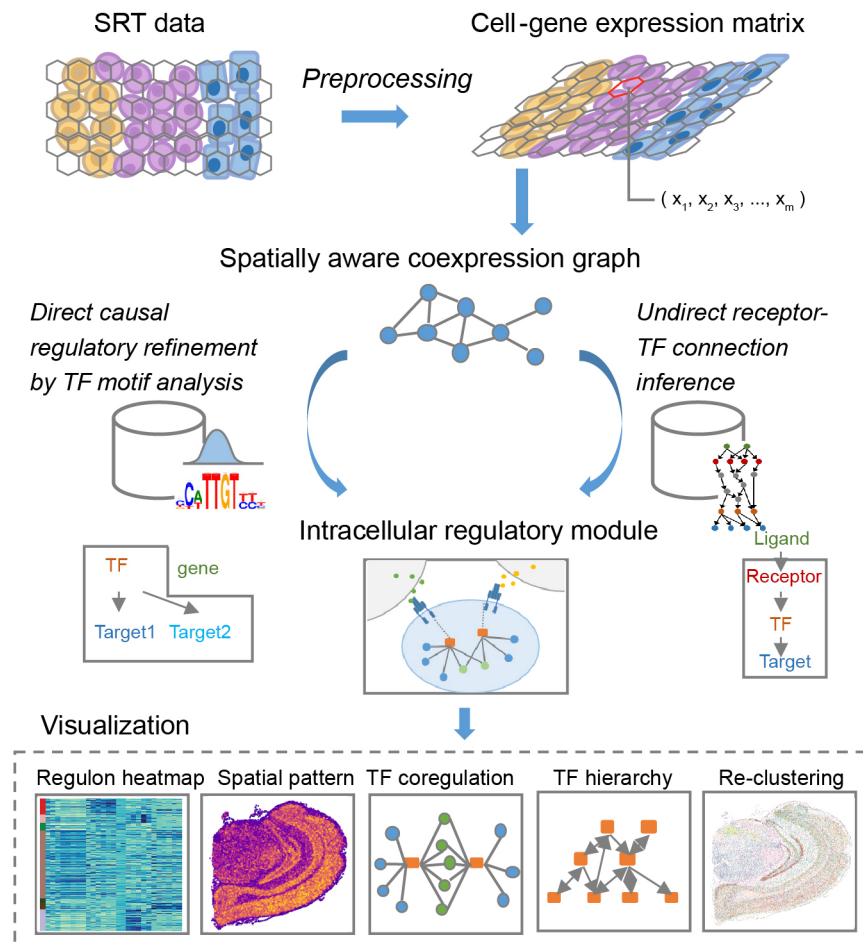 SRT data
Cell-gene expression matrix
Preprocessing
( x1, x2, x3, ..., xm )
Spatially aware coexpression graph
Direct causal
regulatory refinement
by TF motif analysis
Undirect receptor-
TF connection
inference
CCATTGTTT
Intracellular regulatory module
TF
gene
Target1
Target2
Ligand
Receptor
TF
Target
Visualization
Regulon heatmap
Spatial pattern
TF coregulation
TF hierarchy
Re-clustering